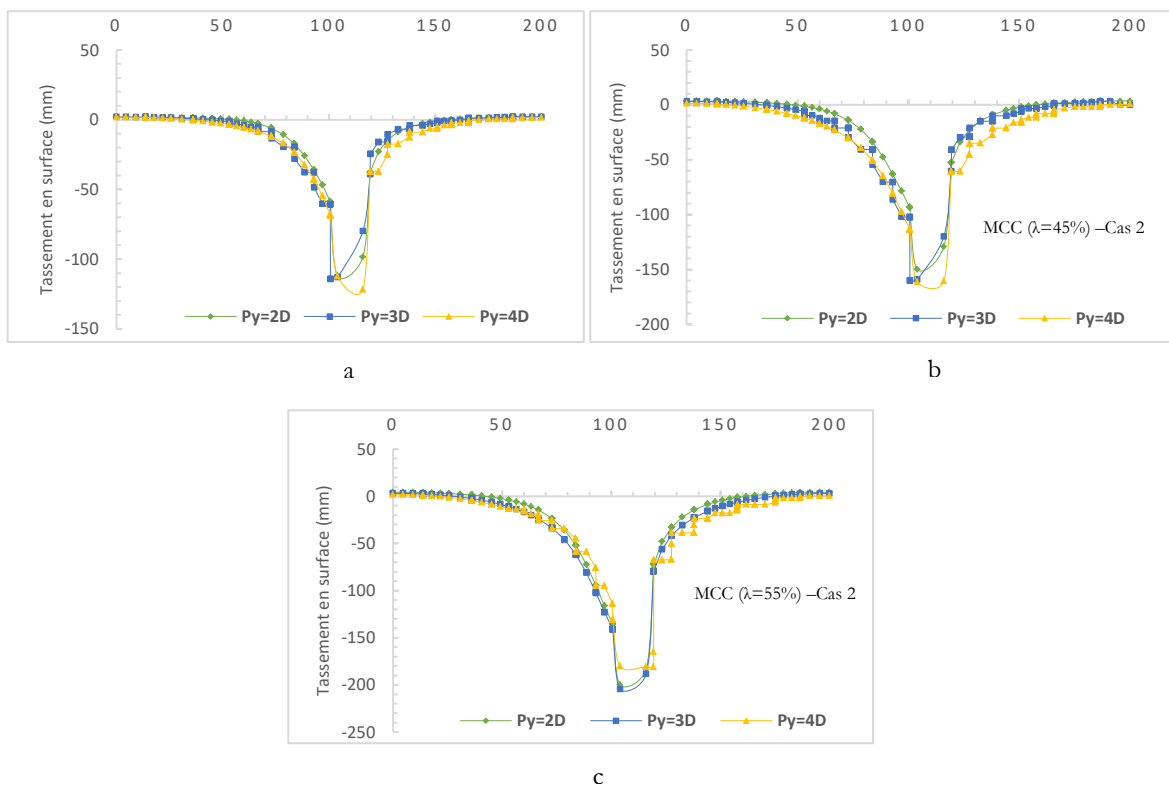 0 50 100 150 200
50
0
-50
-100
-150
Tassement en surface (mm)
Py=2D Py=3D Py=4D
a
0 50 100 150 200
50
0
-50
-100
-150
-200
Tassement en surface (mm)
MCC (λ=45%) –Cas 2
Py=2D Py=3D Py=4D
b
0 50 100 150 200
50
0
-50
-100
-150
-200
-250
Tassement en surface (mm)
MCC (λ=55%) –Cas 2
Py=2D Py=3D Py=4D
c